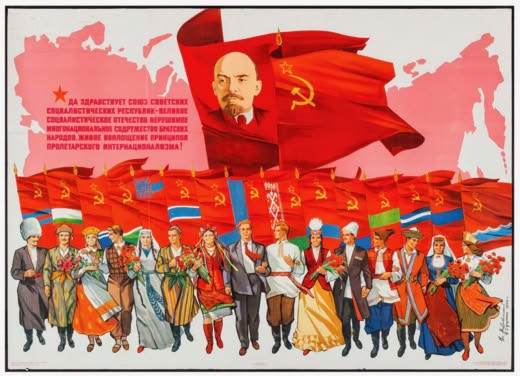 ДА ЗДРАВСТВУЕТ СОЮЗ СОВЕТСКИХ
СОЦИАЛИСТИЧЕСКИХ РЕСПУБЛИК-ВЕЛИКОЕ
СОЦИАЛИСТИЧЕСКОЕ ОТЕЧЕСТВО, НЕРУШИМОЕ
МНОГОНАЦИОНАЛЬНОЕ СОДРУЖЕСТВО БРАТСКИХ
НАРОДОВ, ЖИВОЕ ВОПЛОЩЕНИЕ ПРИНЦИПОВ
ПРОЛЕТАРСКОГО ИНТЕРНАЦИОНАЛИЗМА!